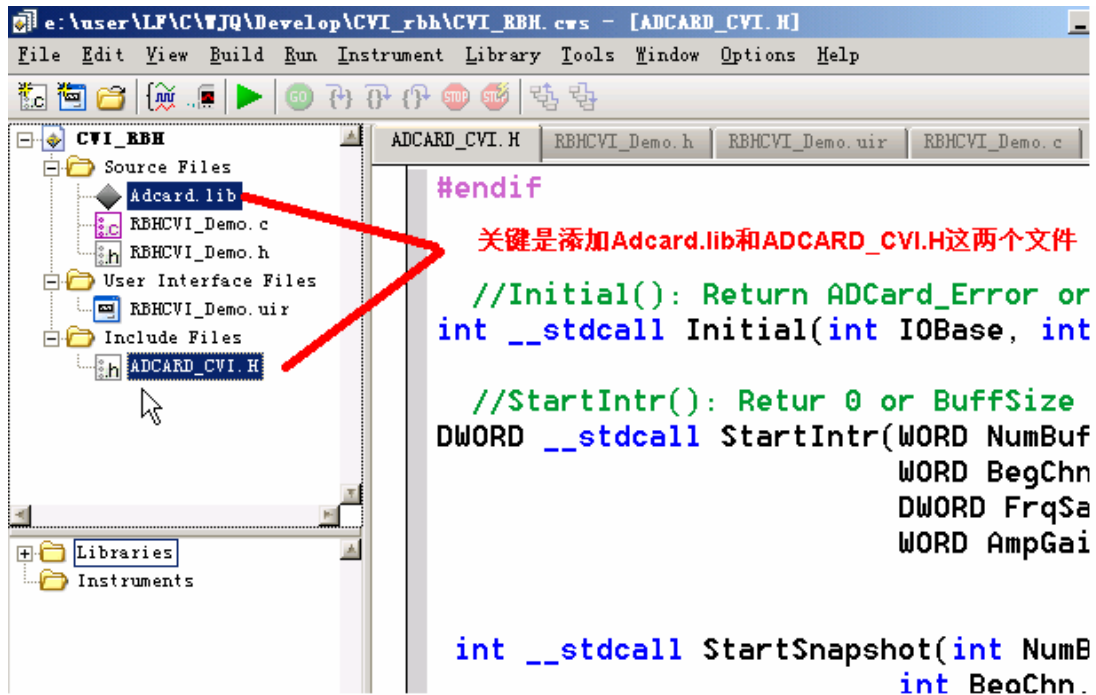 e:\user\LF\C\WJQ\Develop\CVI_rbh\CVI_RBH.cws - [ADCARD_CVI.H]
File Edit View Build Run Instrument Library Tools Window Options Help
GO STOP STOP
CVI_RBH
Source Files
Adcard.lib
RBHCVI_Demo.c
RBHCVI_Demo.h
User Interface Files
RBHCVI_Demo.uir
Include Files
ADCARD_CVI.H
Libraries
Instruments
ADCARD_CVI.H RBHCVI_Demo.h RBHCVI_Demo.uir RBHCVI_Demo.c
#endif
关键是添加Adcard.lib和ADCARD_CVI.H这两个文件
//Initial(): Return ADCard_Error or
int __stdcall Initial(int IOBase, int
//StartIntr(): Retur 0 or BuffSize
DWORD __stdcall StartIntr(WORD NumBuf
WORD BegChn
DWORD FrqSa
WORD AmpGai
int __stdcall StartSnapshot(int NumB
int BegChn,